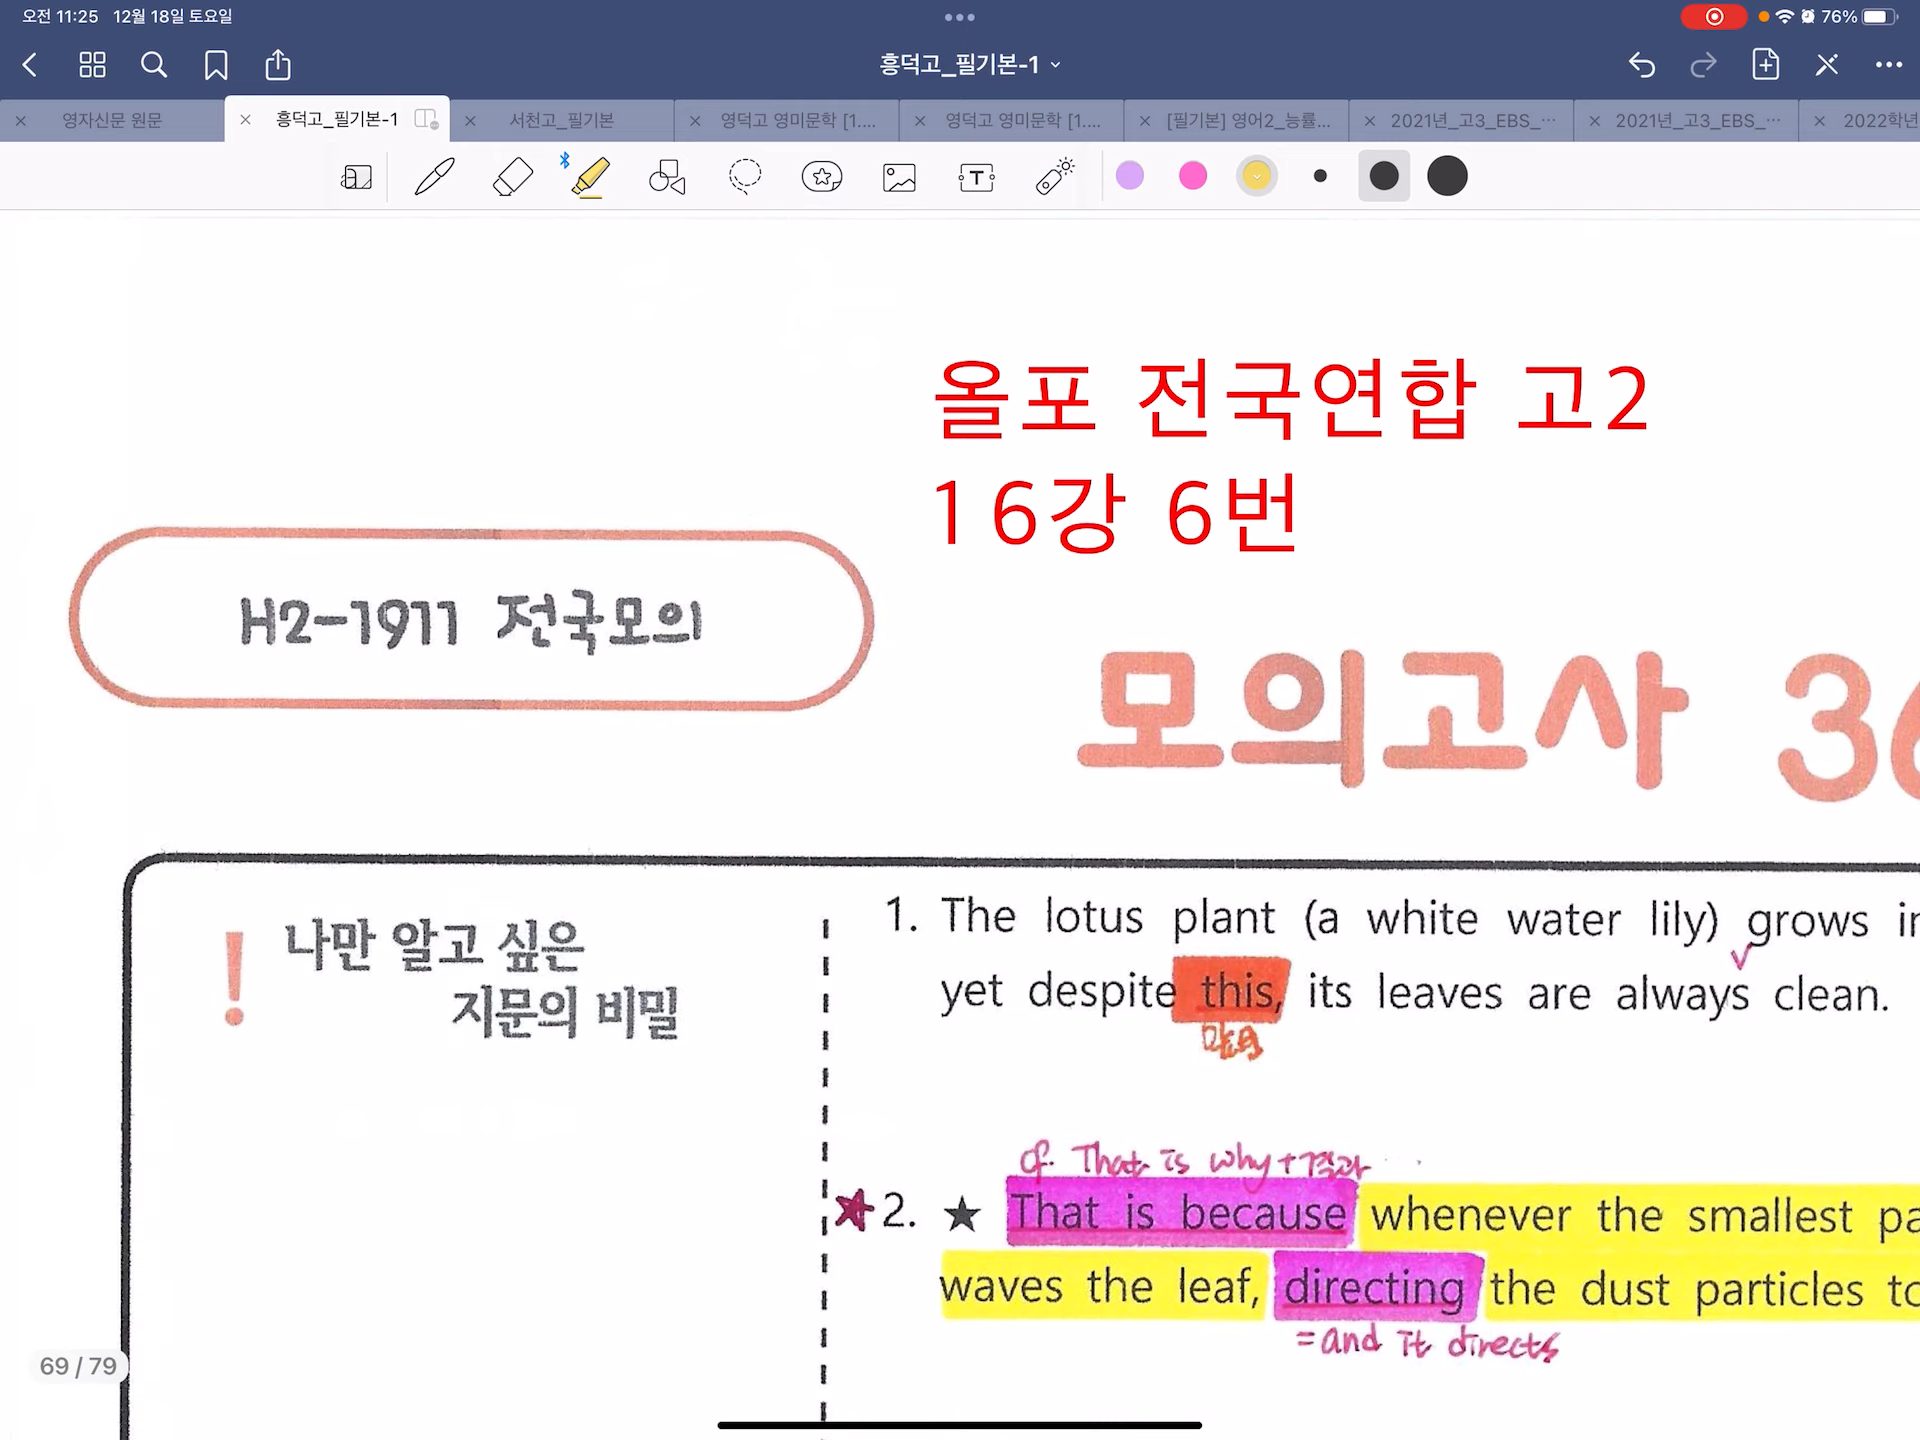 오전 11:25 12월 18일 토요일
76%
흥덕고_필기본-1
영자신문 원문
흥덕고_필기본-1
서천고_필기본
영덕고 영미문학 [1....
영덕고 영미문학 [1....
[필기본] 영어2_능률...
2021년_고3_EBS_...
2021년_고3_EBS_...
2022학년
올포 전국연합 고2
16강 6번
H2-1911 전국모의
모의고사 36
! 나만 알고 싶은
지문의 비밀
1. The lotus plant (a white water lily) grows in
yet despite this, its leaves are always clean.
cf. That is why+결과
★2. ★ That is because whenever the smallest pa
waves the leaf, directing the dust particles to
=and it directs
69 / 79